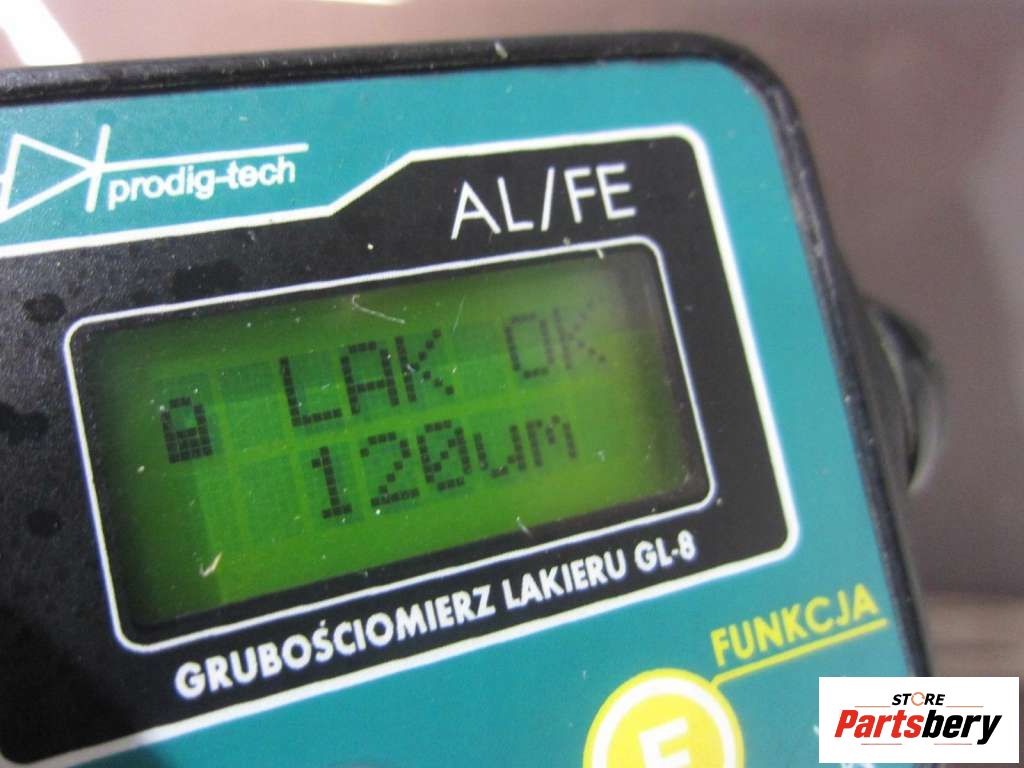 prodig-tech
AL/FE
LAK OK
120um
GRUBOŚCIOMIERZ LAKIERU GL-8
FUNKCJA
F
STORE
Partsbery